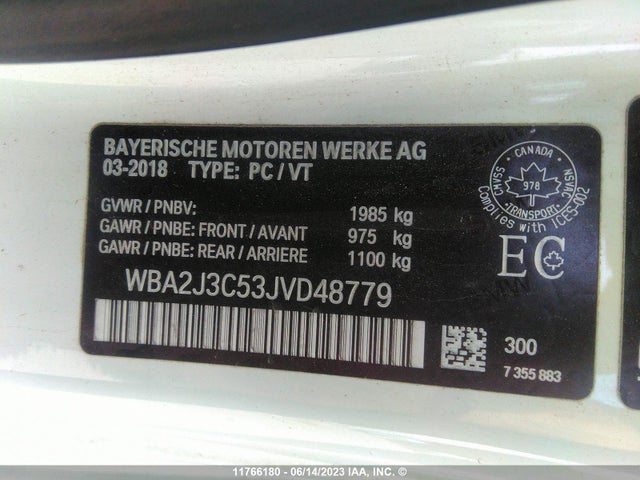 BAYERISCHE MOTOREN WERKE AG
03-2018 TYPE: PC / VT
GVWR / PNBV: 1985 kg
GAWR / PNBE: FRONT / AVANT 975 kg
GAWR / PNBE: REAR / ARRIERE 1100 kg
WBA2J3C53JVD48779
CANADA
CMVSS
NSVAC
978
TRANSPORT
Complies with ICES-002
EC
300
7 355 883
11766180 - 06/14/2023 IAA, INC. ©